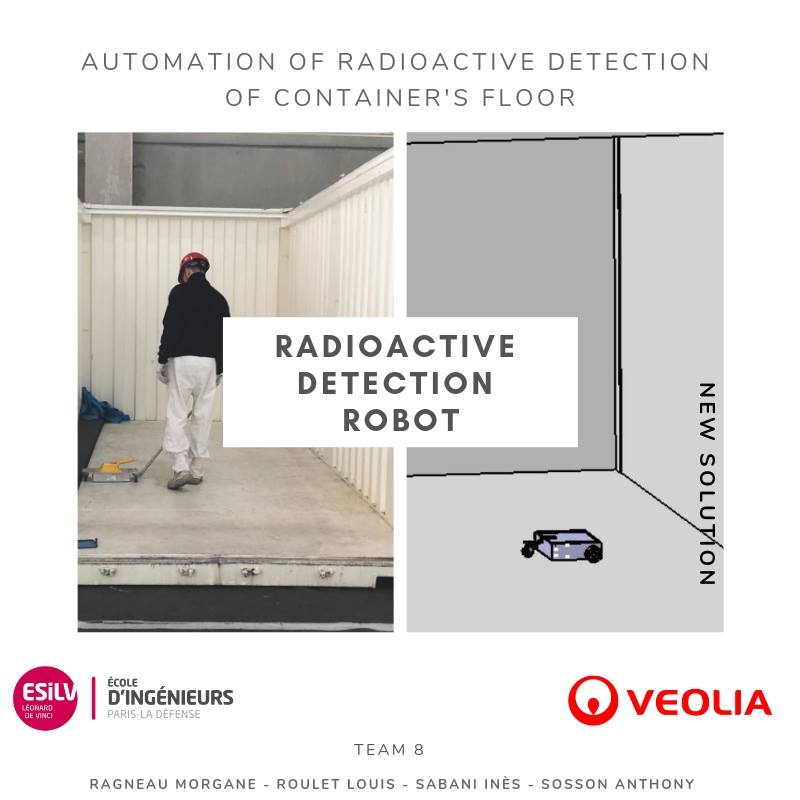 AUTOMATION OF RADIOACTIVE DETECTION
OF CONTAINER'S FLOOR
RADIOACTIVE
DETECTION
ROBOT
NEW SOLUTION
ESiLV
LÉONARD
DE VINCI
ÉCOLE
D'INGÉNIEURS
PARIS-LA DÉFENSE
VEOLIA
TEAM 8
RAGNEAU MORGANE - ROULET LOUIS - SABANI INÈS - SOSSON ANTHONY